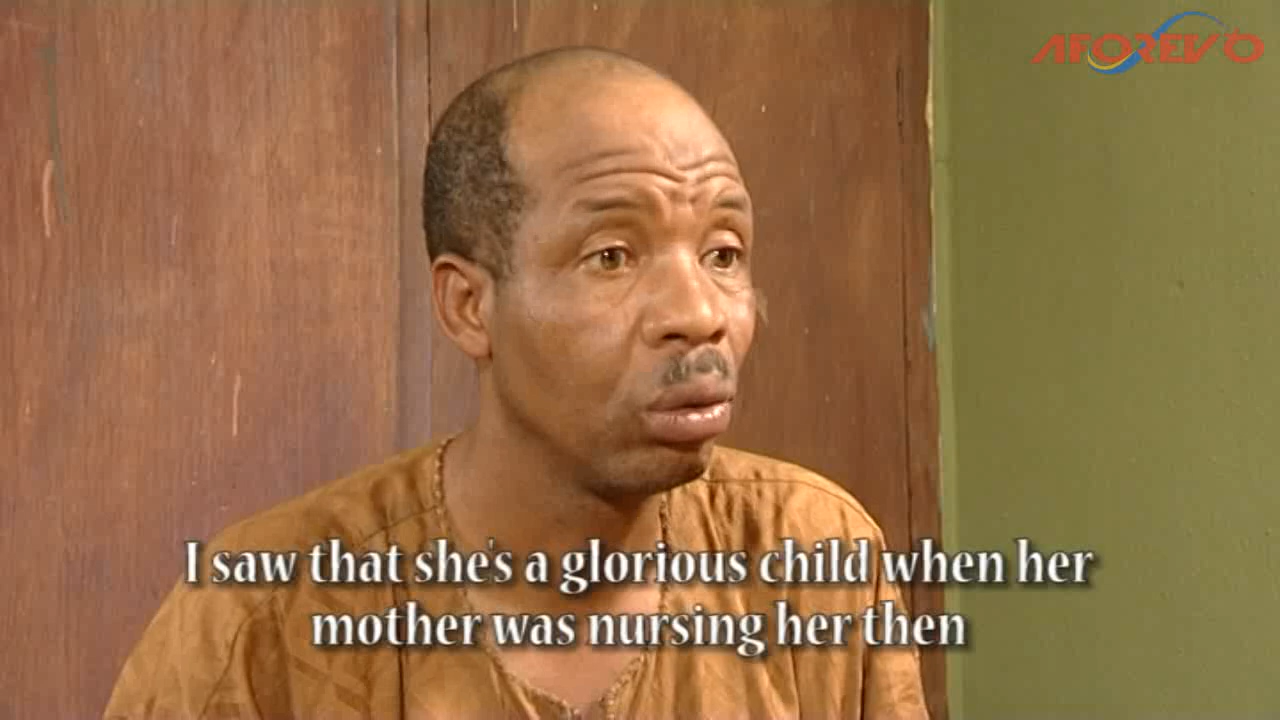 AFOREVO
I saw that she's a glorious child when her
mother was nursing her then